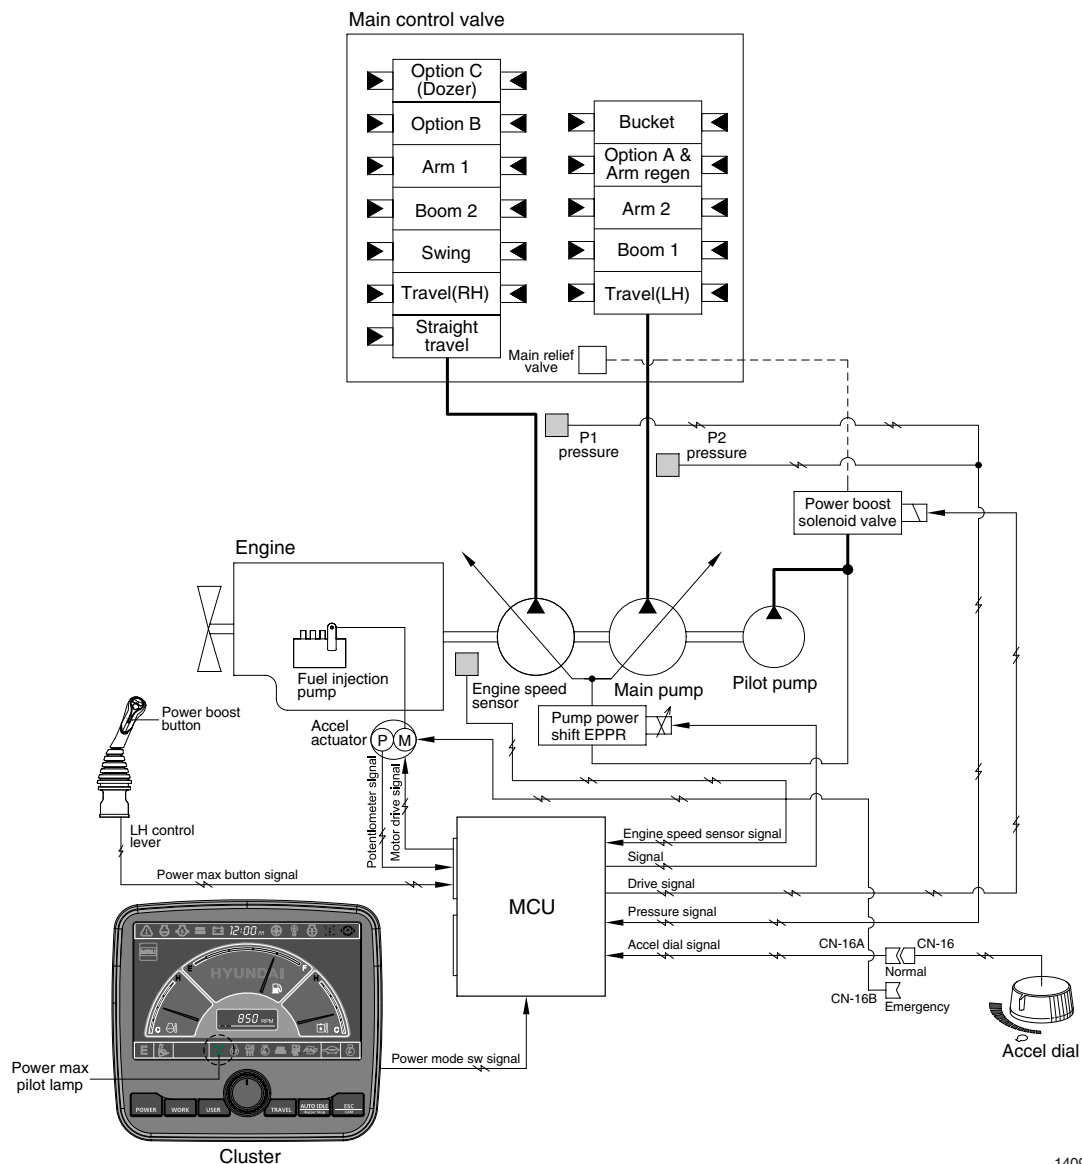 Main control valve
Option C
(Dozer)
Option B
Arm 1
Boom 2
Swing
Travel(RH)
Straight
travel
Bucket
Option A &
Arm regen
Arm 2
Boom 1
Travel(LH)
Main relief
valve
P1
pressure
P2
pressure
Power boost
solenoid valve
Engine
Fuel injection
pump
Engine speed
sensor
Main pump
Pilot pump
Pump power
shift EPPR
Accel
actuator
P M
Power boost
button
LH control
lever
Potentiometer signal
Motor drive signal
Power max button signal
MCU
Engine speed sensor signal
Signal
Drive signal
Pressure signal
Accel dial signal
CN-16A
CN-16
Normal
CN-16B
Emergency
Accel dial
Power mode sw signal
12:00
E F
HYUNDAI
H H
C C
850 RPM
E
POWER WORK USER TRAVEL AUTO IDLE ESC
Buzzer Stop CAM
Power max
pilot lamp
Cluster